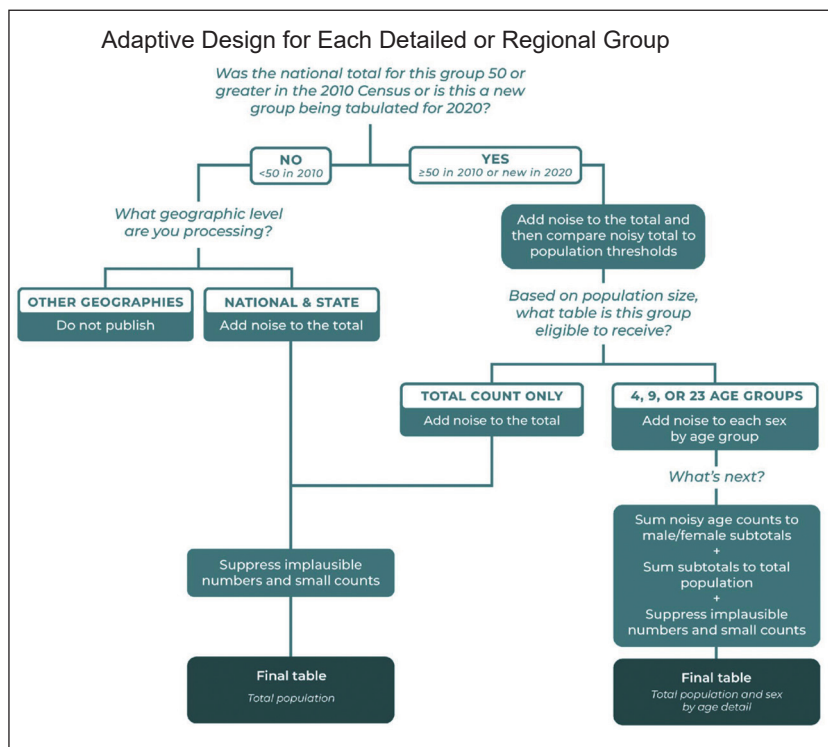 Adaptive Design for Each Detailed or Regional Group
Was the national total for this group 50 or
greater in the 2010 Census or is this a new
group being tabulated for 2020?
NO
<50 in 2010
YES
≥50 in 2010 or new in 2020
What geographic level
are you processing?
Add noise to the total and
then compare noisy total to
population thresholds
OTHER GEOGRAPHIES
Do not publish
NATIONAL & STATE
Add noise to the total
Based on population size,
what table is this group
eligible to receive?
TOTAL COUNT ONLY
Add noise to the total
4, 9, OR 23 AGE GROUPS
Add noise to each sex
by age group
What's next?
Sum noisy age counts to
male/female subtotals
+
Sum subtotals to total
population
+
Suppress implausible
numbers and small counts
Suppress implausible
numbers and small counts
Final table
Total population
Final table
Total population and sex
by age detail